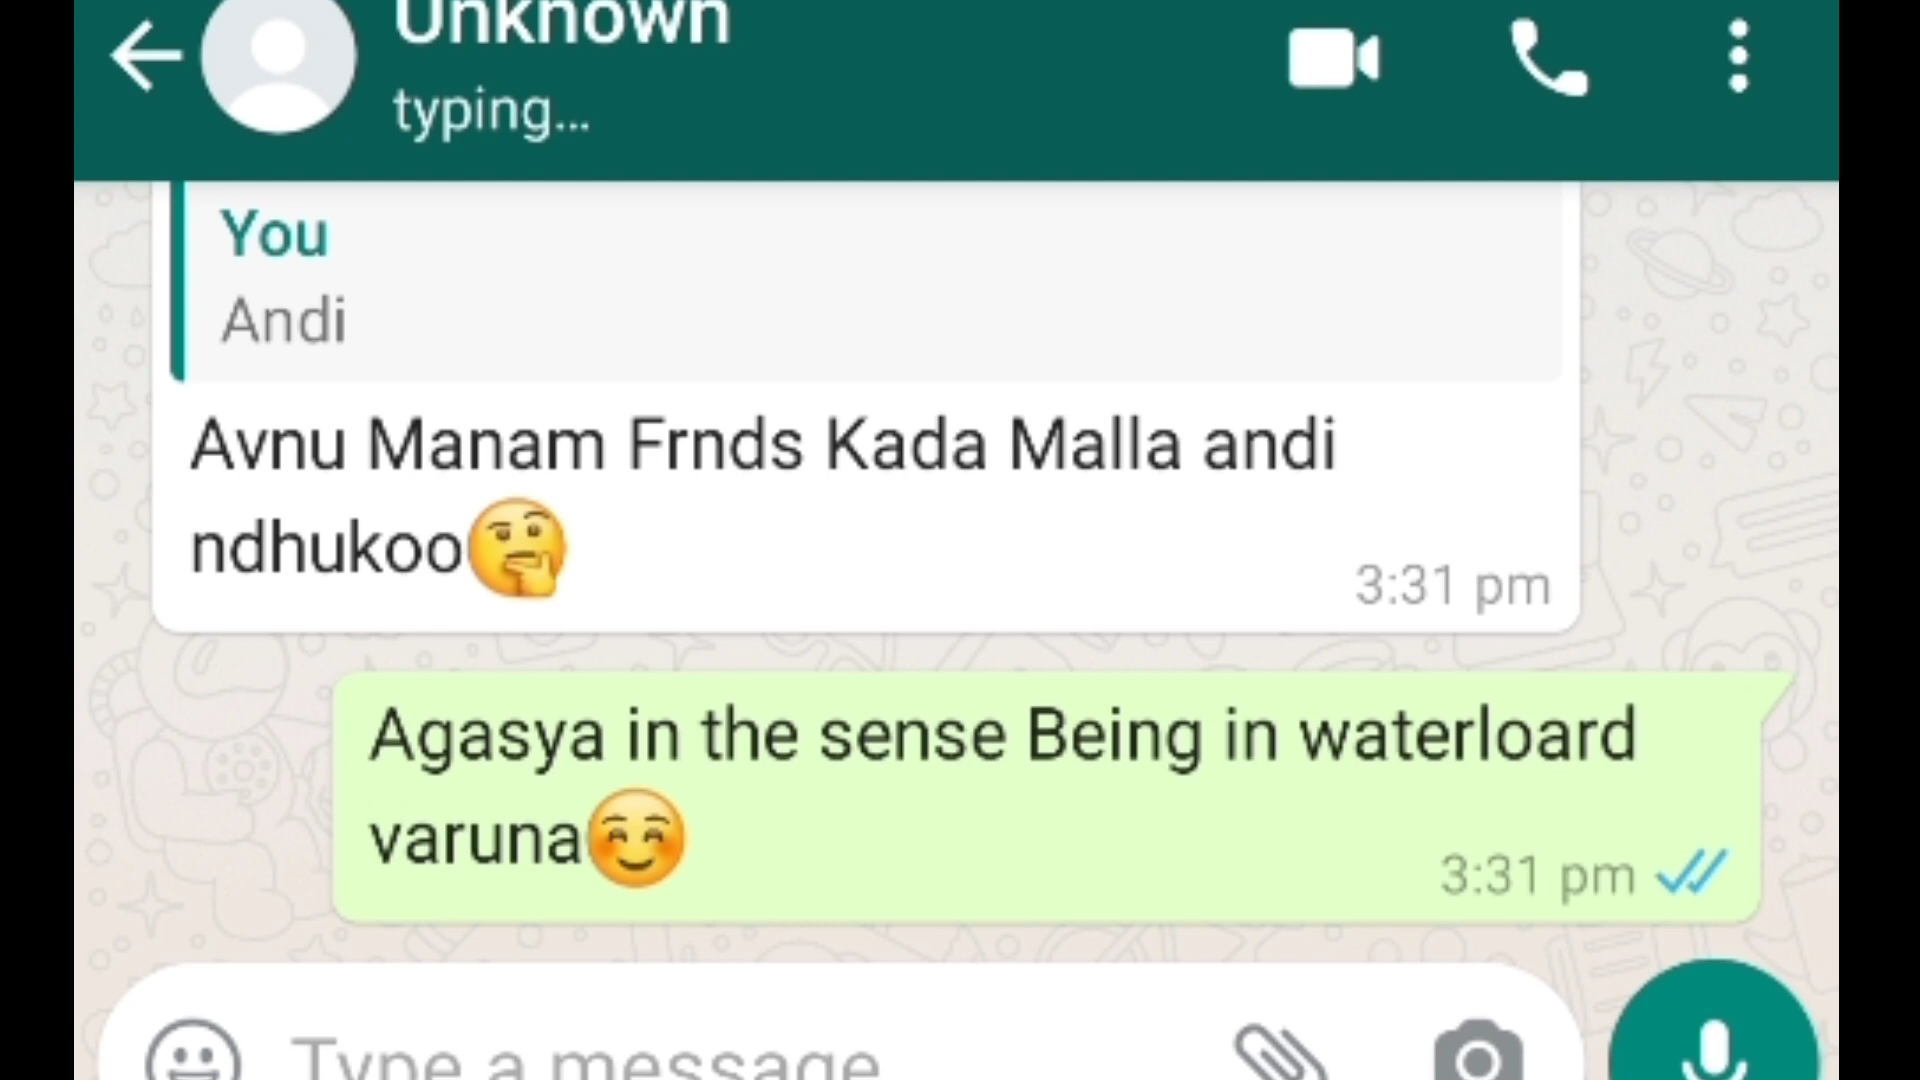 Unknown
typing...
You
Andi
Avnu Manam Frnds Kada Malla andi
ndhukoo🤔
3:31 pm
Agasya in the sense Being in waterloard
varuna☺️
3:31 pm
Type a message